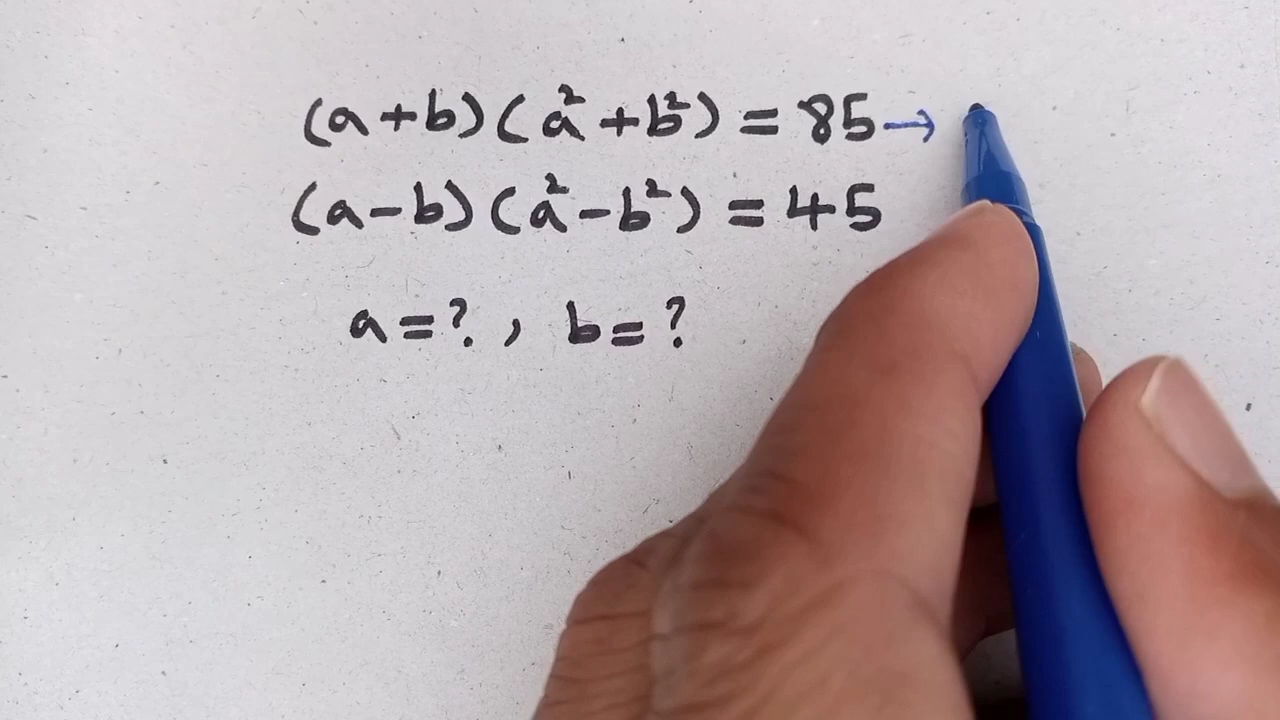 (a+b)(a²+b²) = 85 →
(a-b)(a²-b²) = 45
a = ? , b = ?